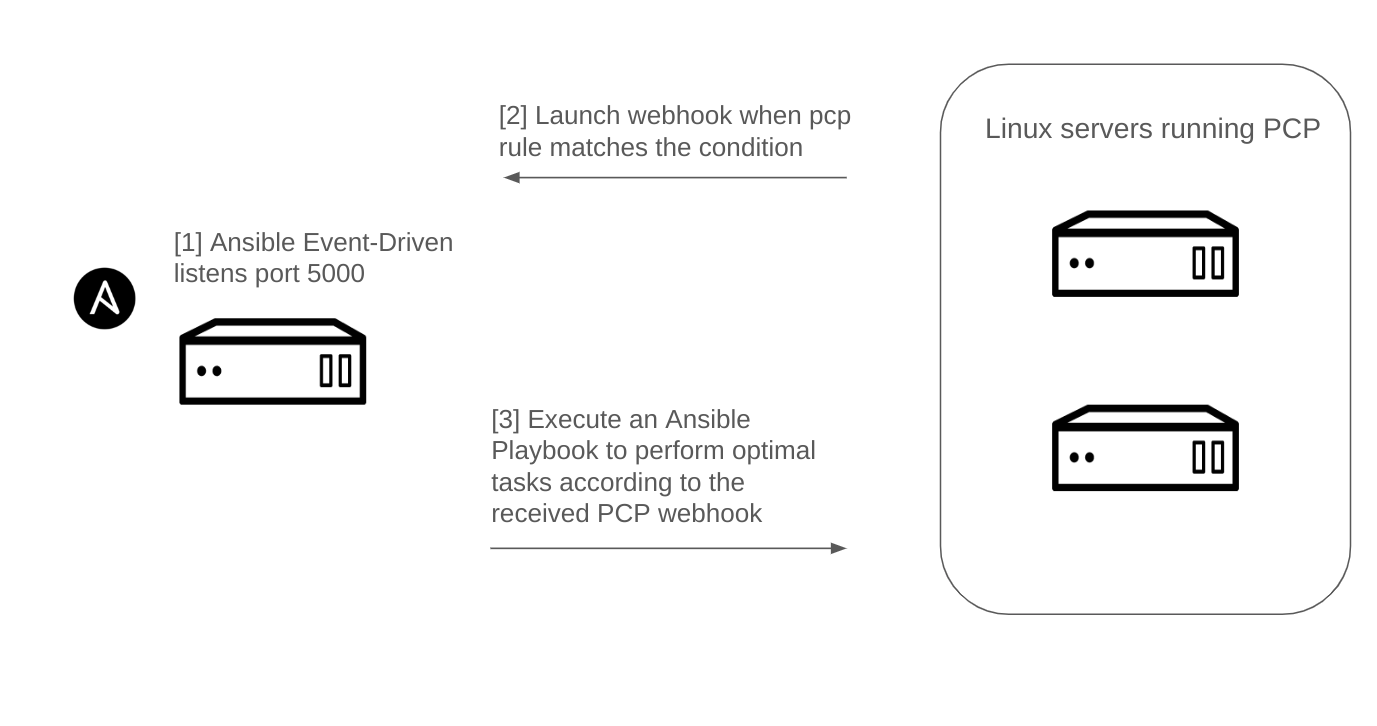 [2] Launch webhook when pcp
rule matches the condition
Linux servers running PCP
[1] Ansible Event-Driven
listens port 5000
[3] Execute an Ansible
Playbook to perform optimal
tasks according to the
received PCP webhook